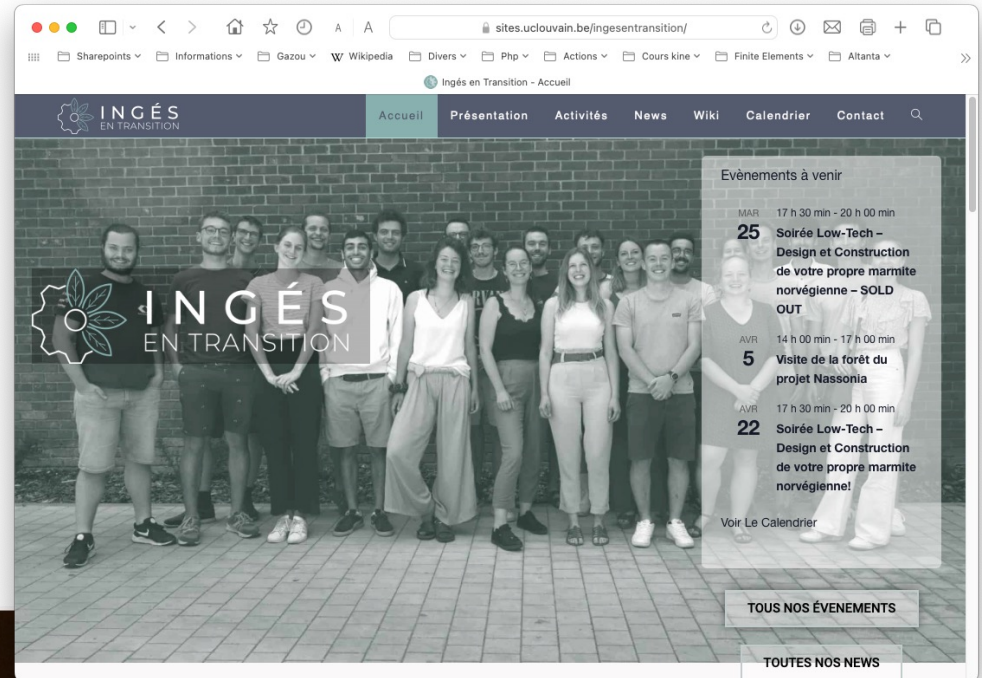 A A
sites.uclouvain.be/ingesentransition/
Sharepoints Informations Gazou W Wikipedia Divers Php Actions Cours kine Finite Elements Altanta
Ingés en Transition - Accueil
INGÉS
EN TRANSITION
Accueil Présentation Activités News Wiki Calendrier Contact
Evènements à venir
MAR 17 h 30 min - 20 h 00 min
25 Soirée Low-Tech –
Design et Construction
de votre propre marmite
norvégienne – SOLD
OUT
AVR 14 h 00 min - 17 h 00 min
5 Visite de la forêt du
projet Nassonia
AVR 17 h 30 min - 20 h 00 min
22 Soirée Low-Tech –
Design et Construction
de votre propre marmite
norvégienne!
Voir Le Calendrier
INGÉS
EN TRANSITION
TOUS NOS ÉVENEMENTS
TOUTES NOS NEWS